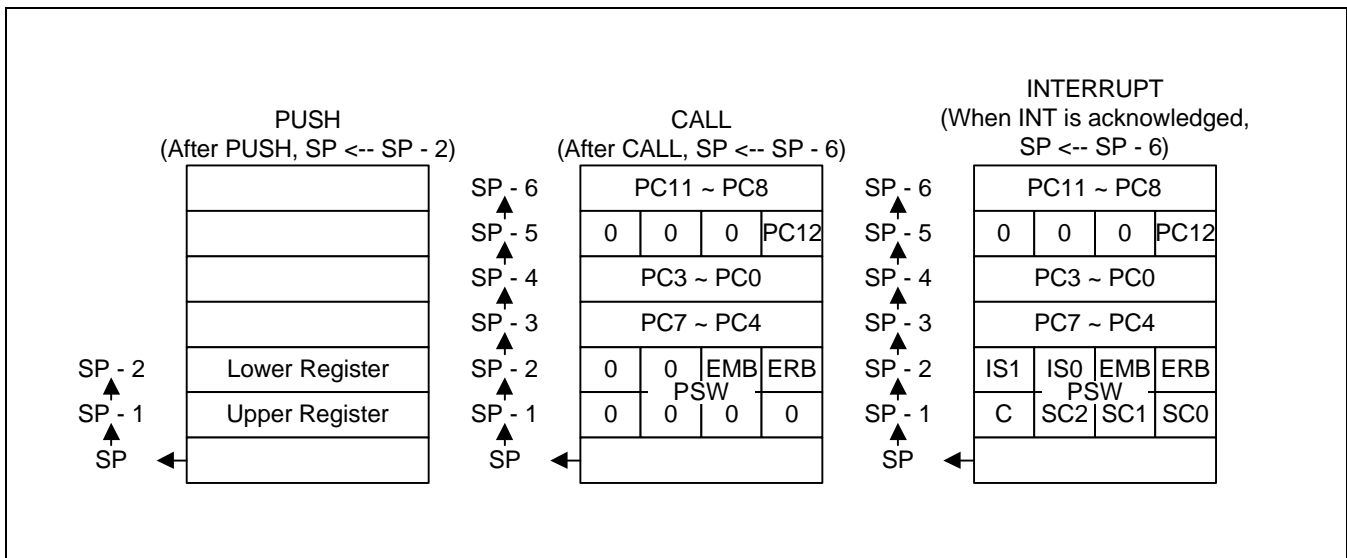 PUSH
(After PUSH, SP <-- SP - 2)
SP - 2
Lower Register
SP - 1
Upper Register
SP
CALL
(After CALL, SP <-- SP - 6)
SP - 6
PC11 ~ PC8
SP - 5
0 0 0 PC12
SP - 4
PC3 ~ PC0
SP - 3
PC7 ~ PC4
SP - 2
0 0 EMB ERB
PSW
SP - 1
0 0 0 0
SP
INTERRUPT
(When INT is acknowledged,
SP <-- SP - 6)
SP - 6
PC11 ~ PC8
SP - 5
0 0 0 PC12
SP - 4
PC3 ~ PC0
SP - 3
PC7 ~ PC4
SP - 2
IS1 IS0 EMB ERB
PSW
SP - 1
C SC2 SC1 SC0
SP